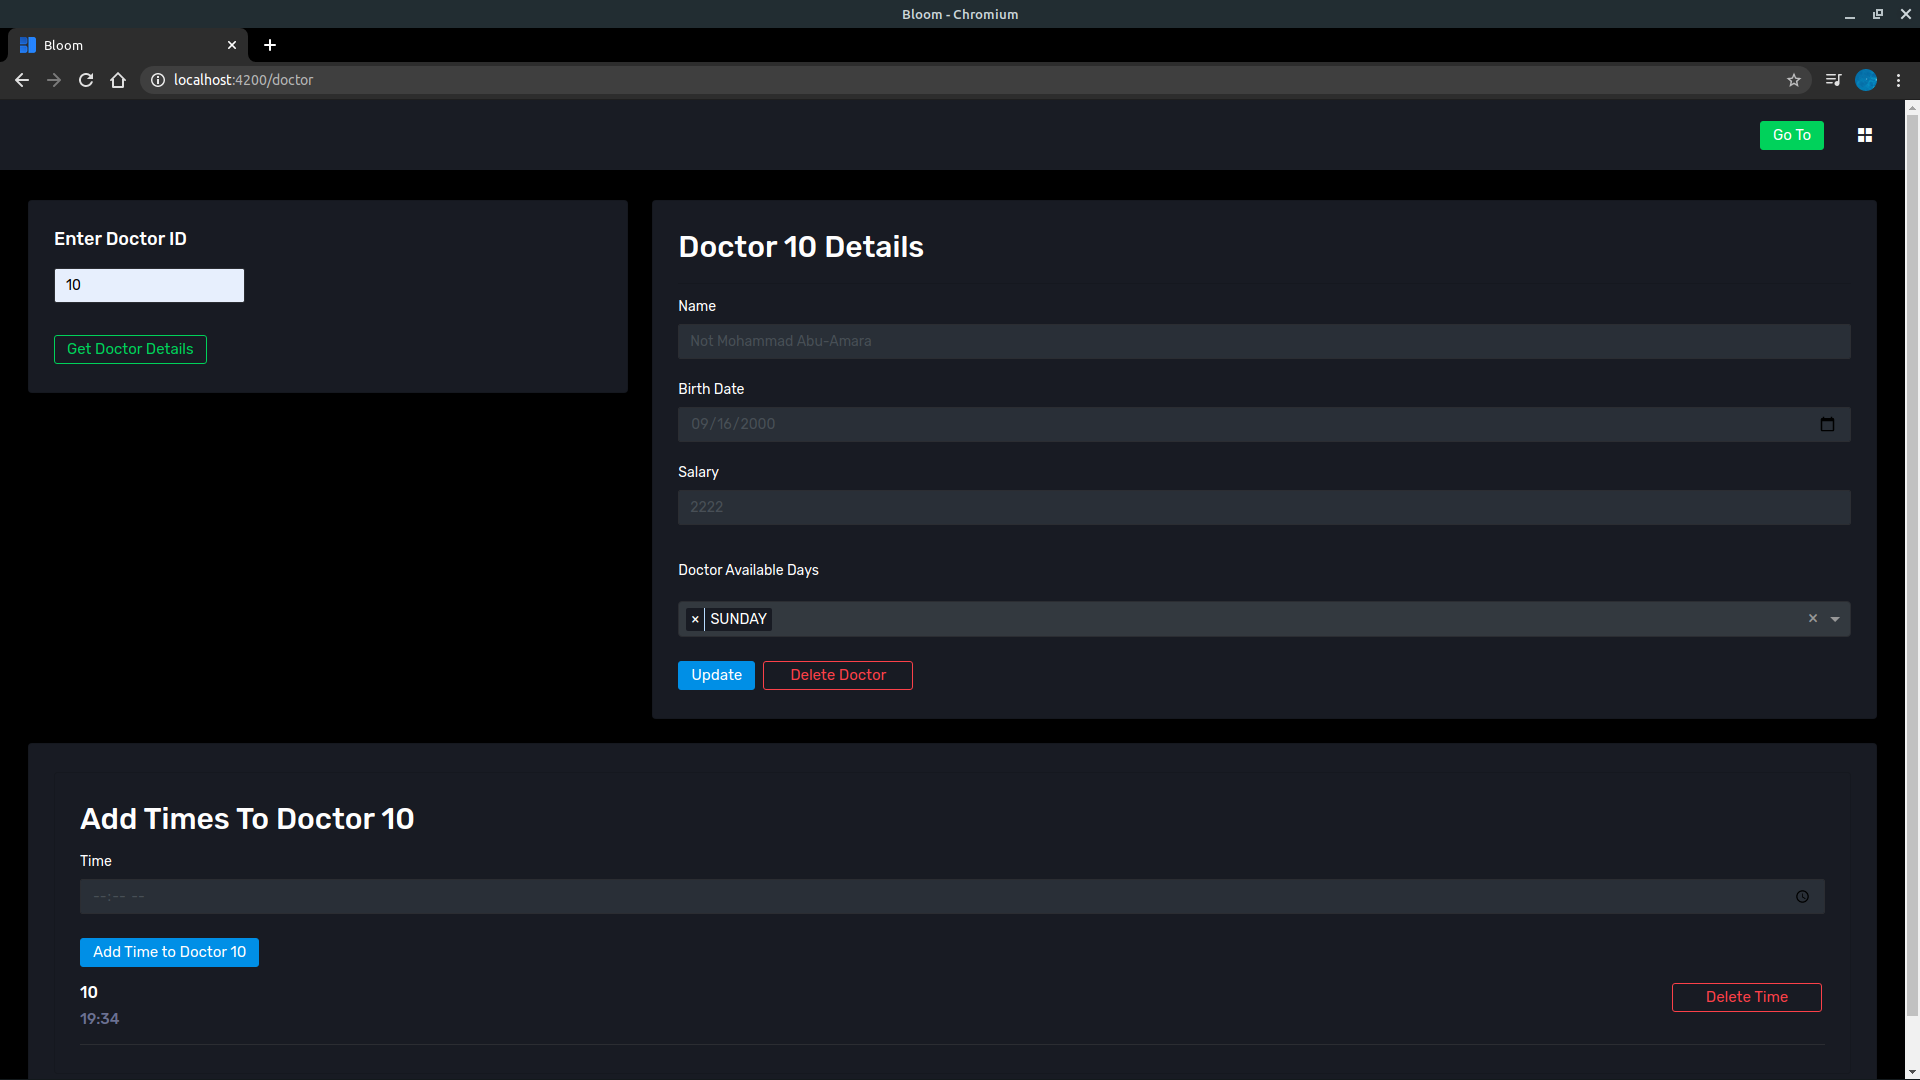 Bloom - Chromium
Bloom
localhost:4200/doctor
Go To
Enter Doctor ID
10
Get Doctor Details
Doctor 10 Details
Name
Not Mohammad Abu-Amara
Birth Date
09/16/2000
Salary
2222
Doctor Available Days
× SUNDAY ×
Update
Delete Doctor
Add Times To Doctor 10
Time
--:-- --
Add Time to Doctor 10
10
19:34
Delete Time